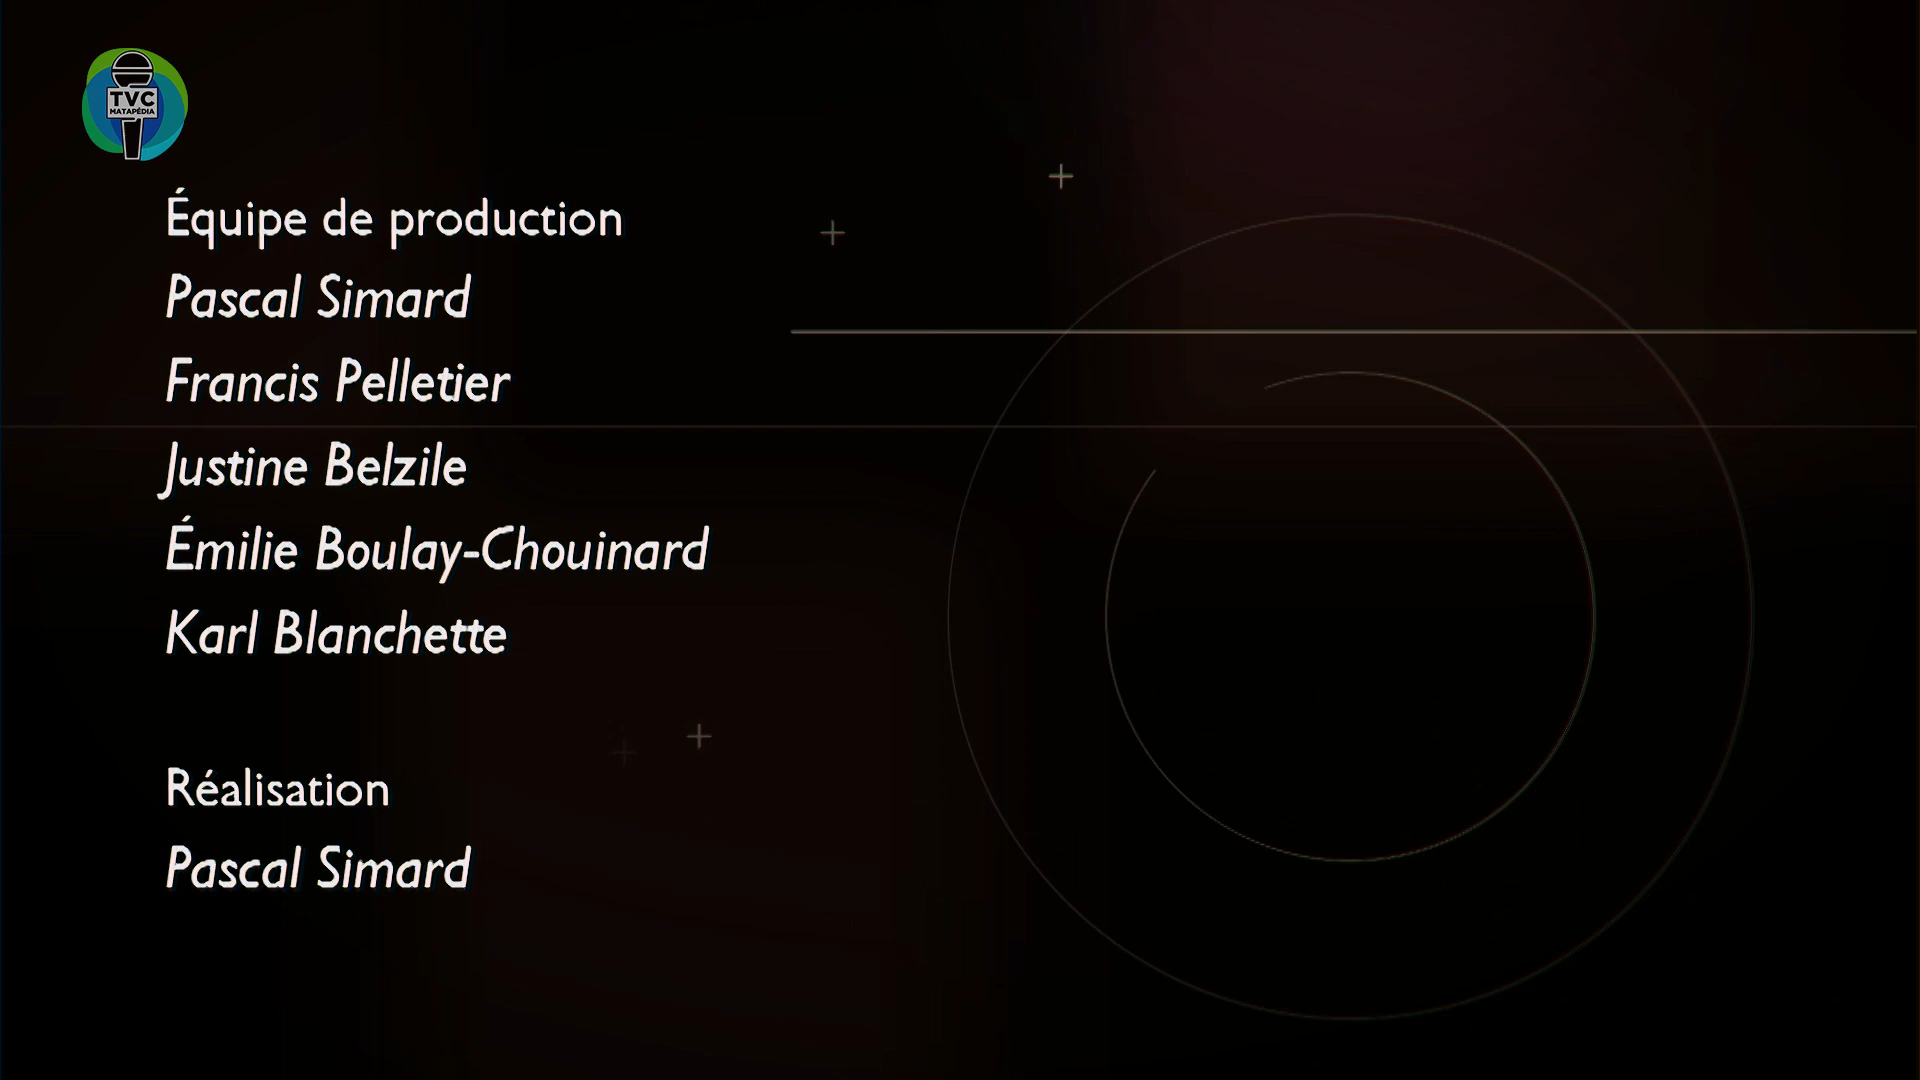 TVC
MATAPÉDIA
Équipe de production
Pascal Simard
Francis Pelletier
Justine Belzile
Émilie Boulay-Chouinard
Karl Blanchette
Réalisation
Pascal Simard